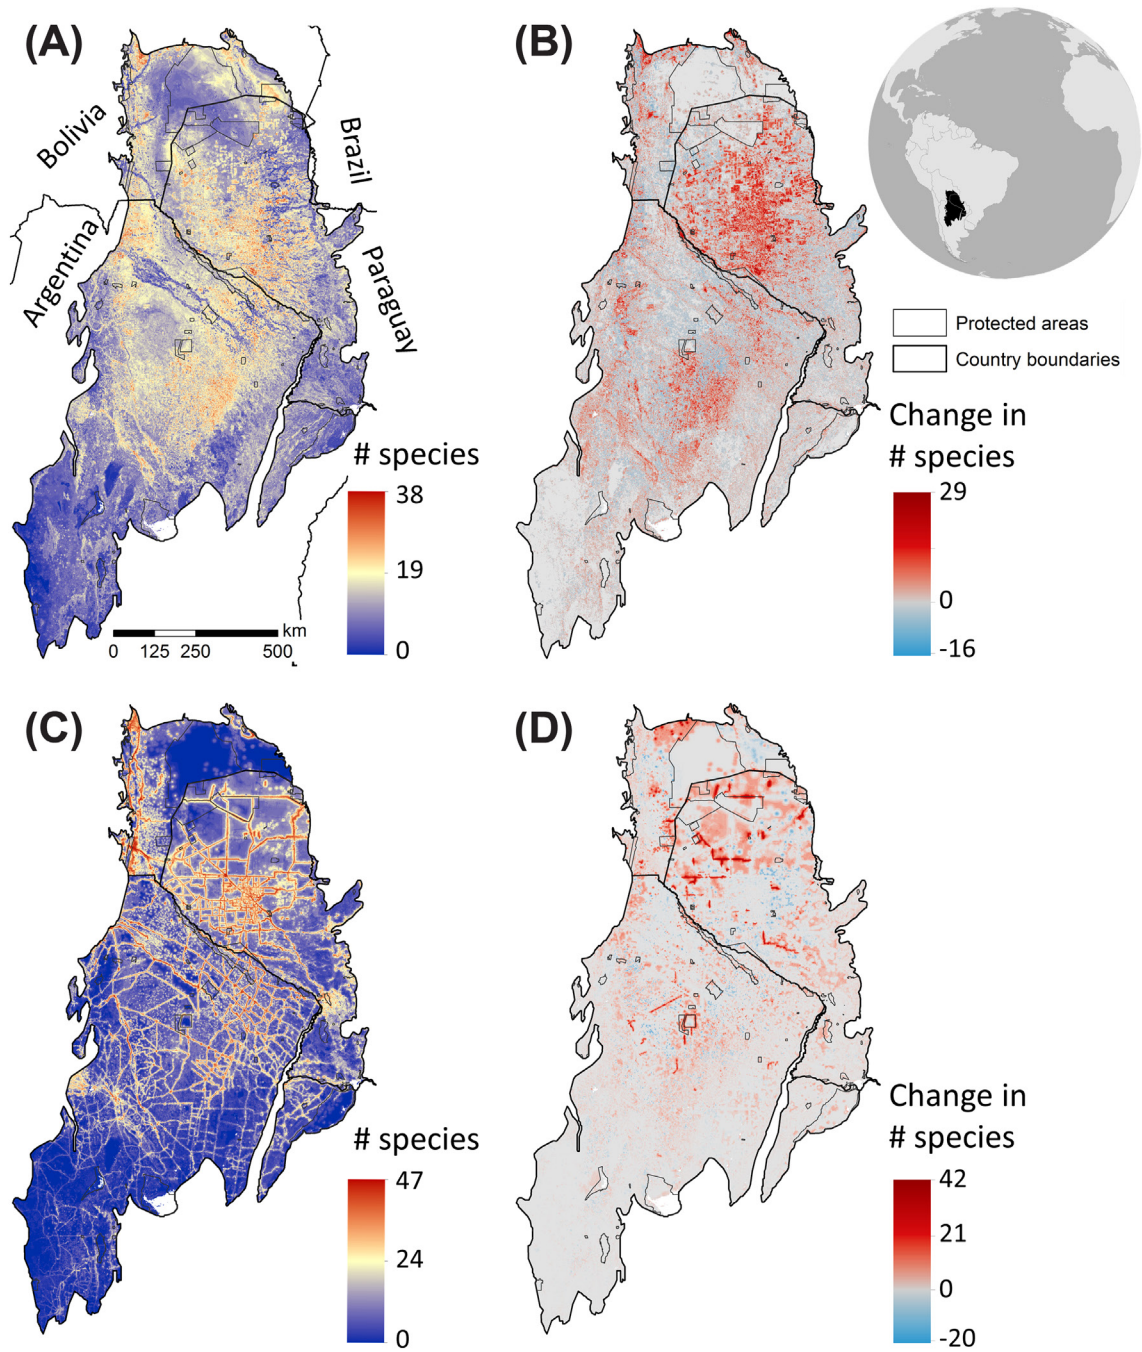 (A)
(B)
Bolivia
Brazil
Argentina
Paraguay
Protected areas
Country boundaries
# species
38
19
0
km
0 125 250 500
Change in
# species
29
0
-16
(C)
(D)
# species
47
24
0
Change in
# species
42
21
0
-20